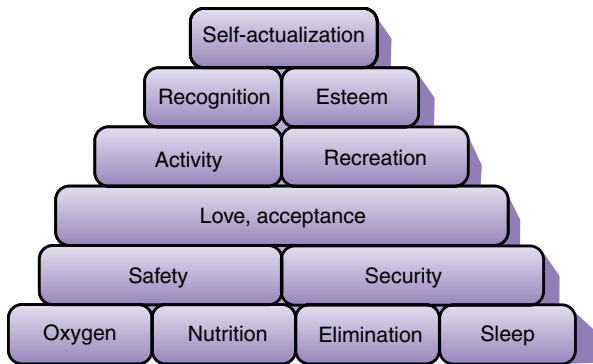 Self-actualization
Recognition Esteem
Activity Recreation
Love, acceptance
Safety Security
Oxygen Nutrition Elimination Sleep